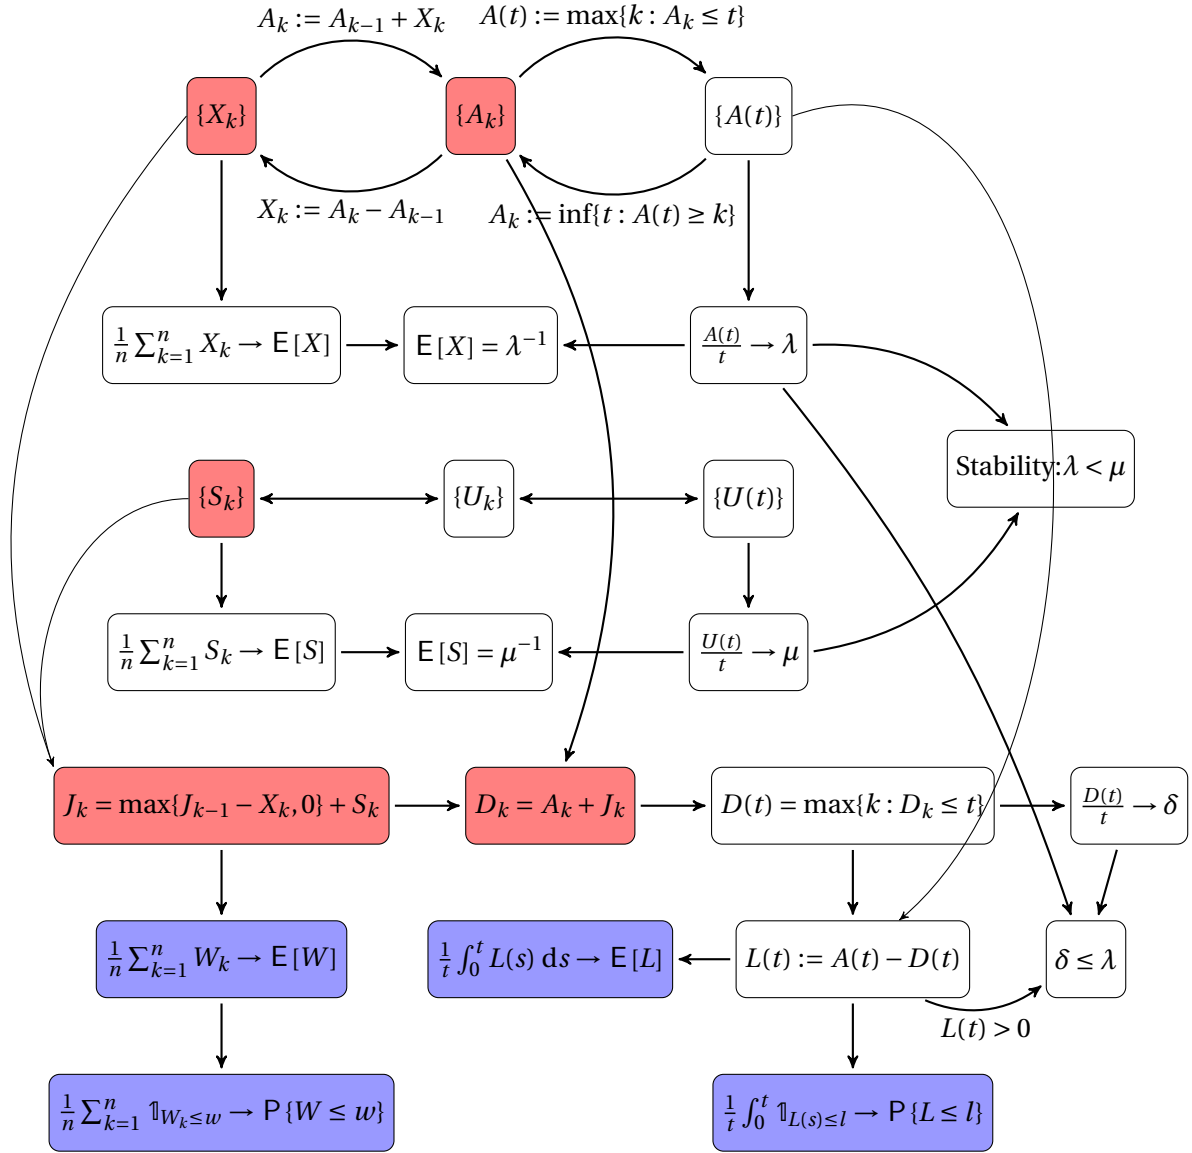 A_k := A_{k−1} + X_k
A(t) := max{k : A_k ≤ t}
{X_k}
{A_k}
{A(t)}
X_k := A_k − A_{k−1}
A_k := inf{t : A(t) ≥ k}
1/n ∑_{k=1}^n X_k → E[X]
E[X] = λ^{−1}
A(t)/t → λ
Stability: λ < μ
{S_k}
{U_k}
{U(t)}
1/n ∑_{k=1}^n S_k → E[S]
E[S] = μ^{−1}
U(t)/t → μ
J_k = max{J_{k−1} − X_k, 0} + S_k
D_k = A_k + J_k
D(t) = max{k : D_k ≤ t}
D(t)/t → δ
1/n ∑_{k=1}^n W_k → E[W]
1/t ∫_0^t L(s) ds → E[L]
L(t) := A(t) − D(t)
δ ≤ λ
L(t) > 0
1/n ∑_{k=1}^n 𝟙_{W_k ≤ w} → P{W ≤ w}
1/t ∫_0^t 𝟙_{L(s) ≤ l} → P{L ≤ l}